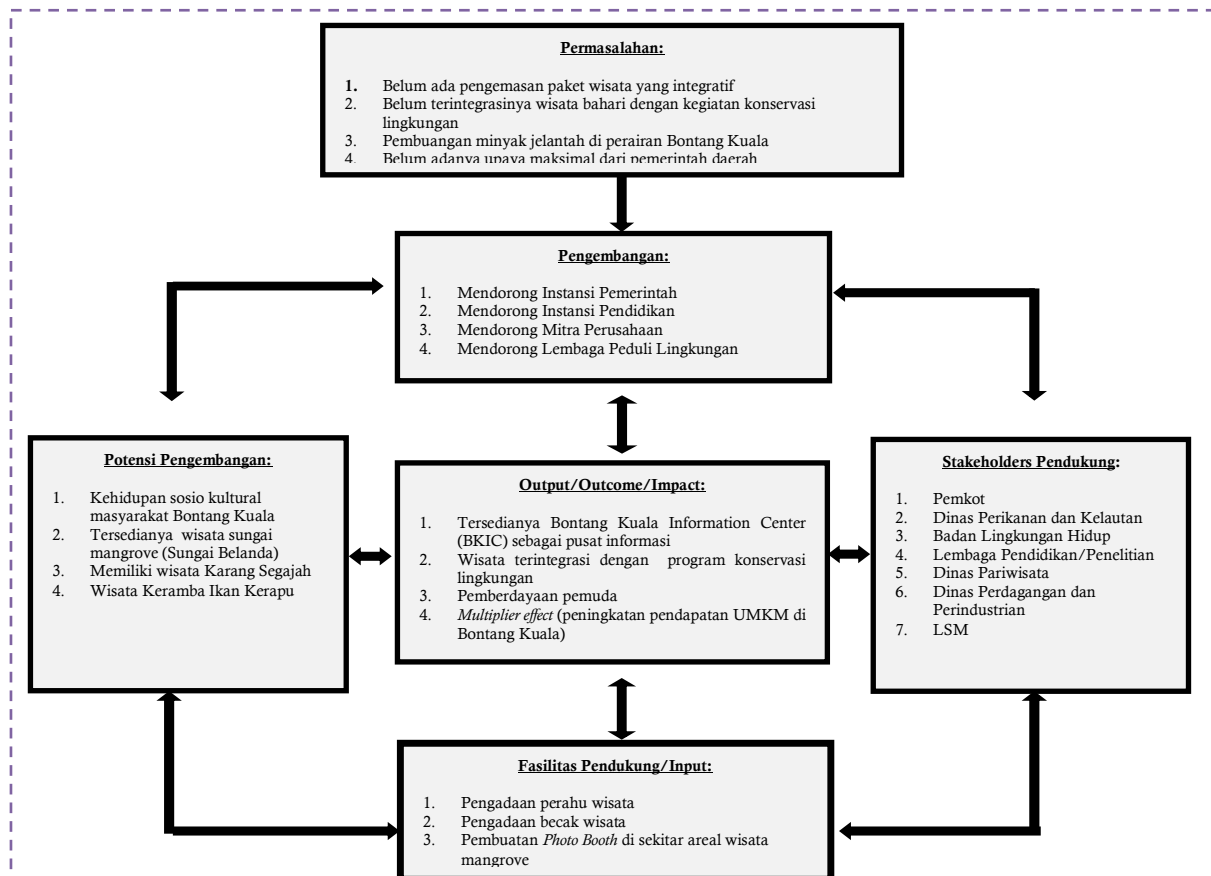 Permasalahan:
1. Belum ada pengemasan paket wisata yang integratif
2. Belum terintegrasinya wisata bahari dengan kegiatan konservasi
lingkungan
3. Pembuangan minyak jelantah di perairan Bontang Kuala
4. Belum adanya upaya maksimal dari pemerintah daerah
Pengembangan:
1. Mendorong Instansi Pemerintah
2. Mendorong Instansi Pendidikan
3. Mendorong Mitra Perusahaan
4. Mendorong Lembaga Peduli Lingkungan
Potensi Pengembangan:
1. Kehidupan sosio kultural
masyarakat Bontang Kuala
2. Tersedianya wisata sungai
mangrove (Sungai Belanda)
3. Memiliki wisata Karang Segajah
4. Wisata Keramba Ikan Kerapu
Output/Outcome/Impact:
1. Tersedianya Bontang Kuala Information Center
(BKIC) sebagai pusat informasi
2. Wisata terintegrasi dengan program konservasi
lingkungan
3. Pemberdayaan pemuda
4. Multiplier effect (peningkatan pendapatan UMKM di
Bontang Kuala)
Stakeholders Pendukung:
1. Pemkot
2. Dinas Perikanan dan Kelautan
3. Badan Lingkungan Hidup
4. Lembaga Pendidikan/Penelitian
5. Dinas Pariwisata
6. Dinas Perdagangan dan
Perindustrian
7. LSM
Fasilitas Pendukung/Input:
1. Pengadaan perahu wisata
2. Pengadaan becak wisata
3. Pembuatan Photo Booth di sekitar areal wisata
mangrove